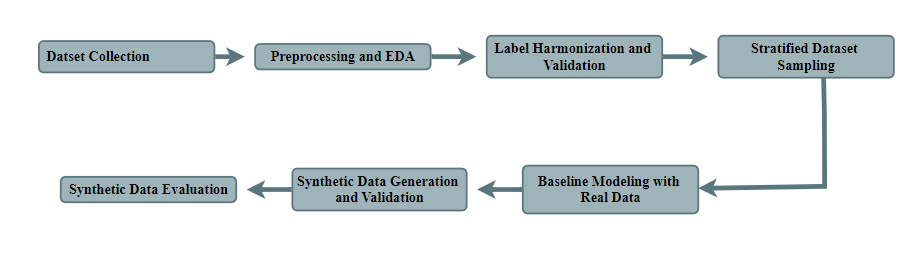 Datset Collection
Preprocessing and EDA
Label Harmonization and
Validation
Stratified Dataset
Sampling
Baseline Modeling with
Real Data
Synthetic Data Generation
and Validation
Synthetic Data Evaluation